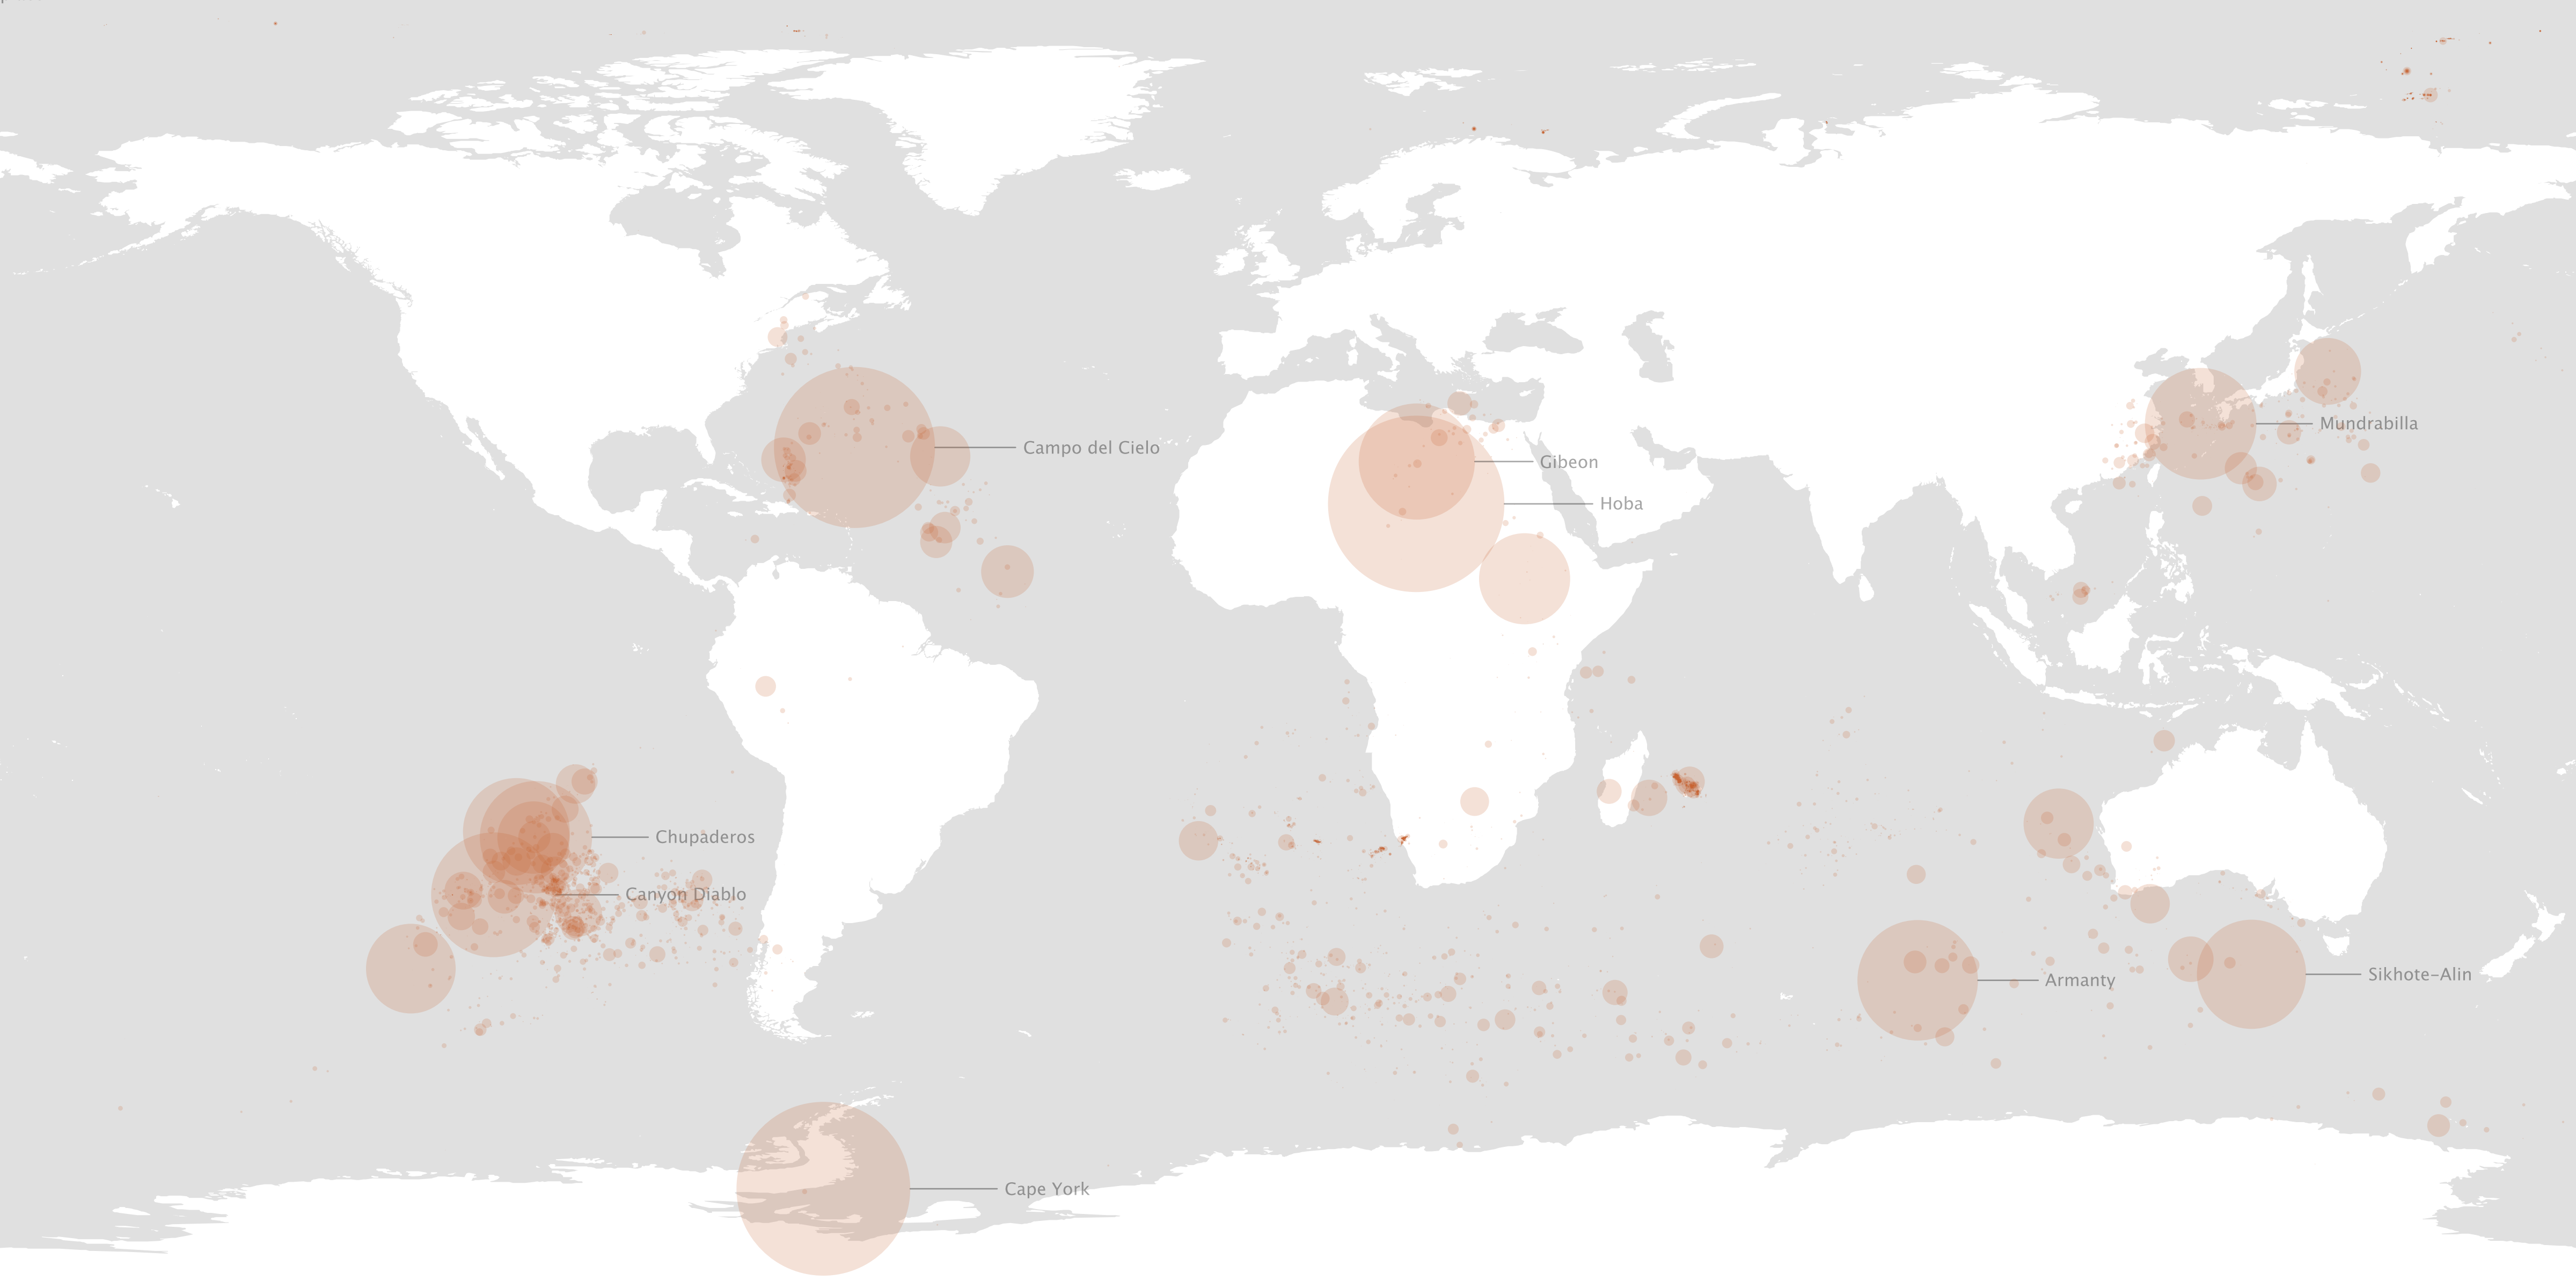 Mundrabilla
Campo del Cielo
Gibeon
Hoba
Chupaderos
Canyon Diablo
Sikhote-Alin
Armanty
Cape York